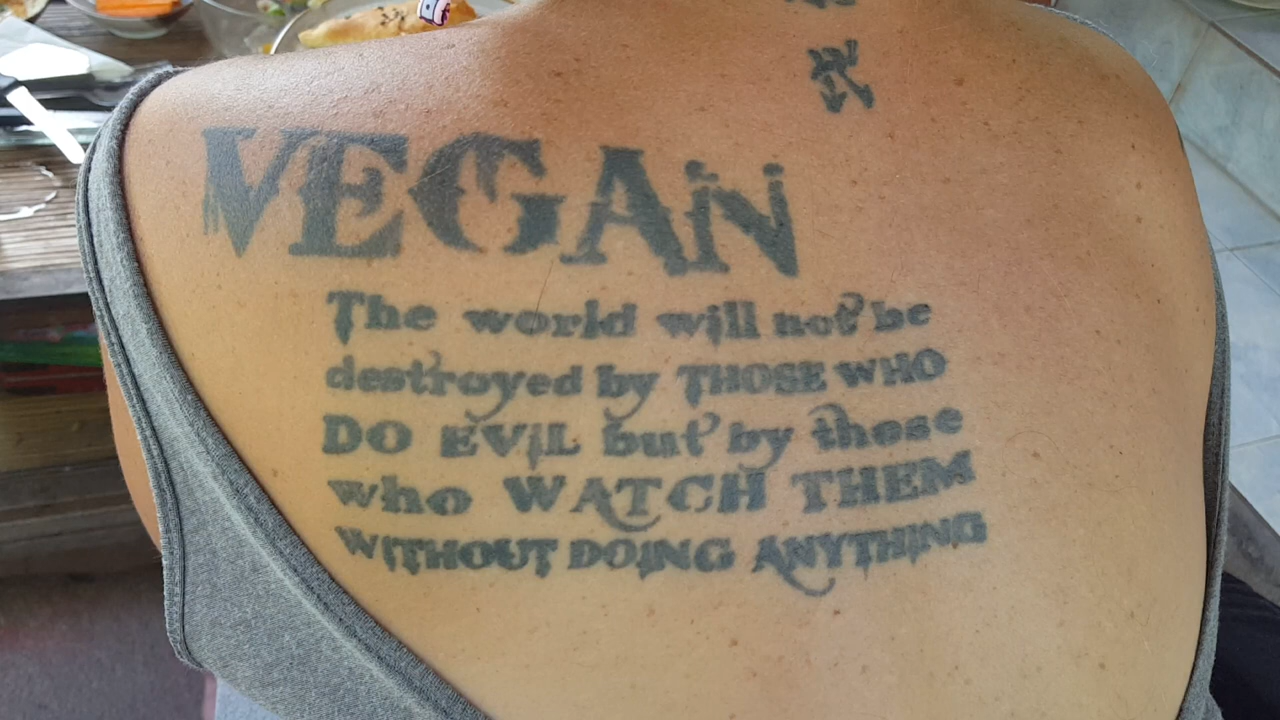 VEGAN
The world will not be
destroyed by THOSE WHO
DO EVIL but by those
who WATCH THEM
WITHOUT DOING ANYTHING